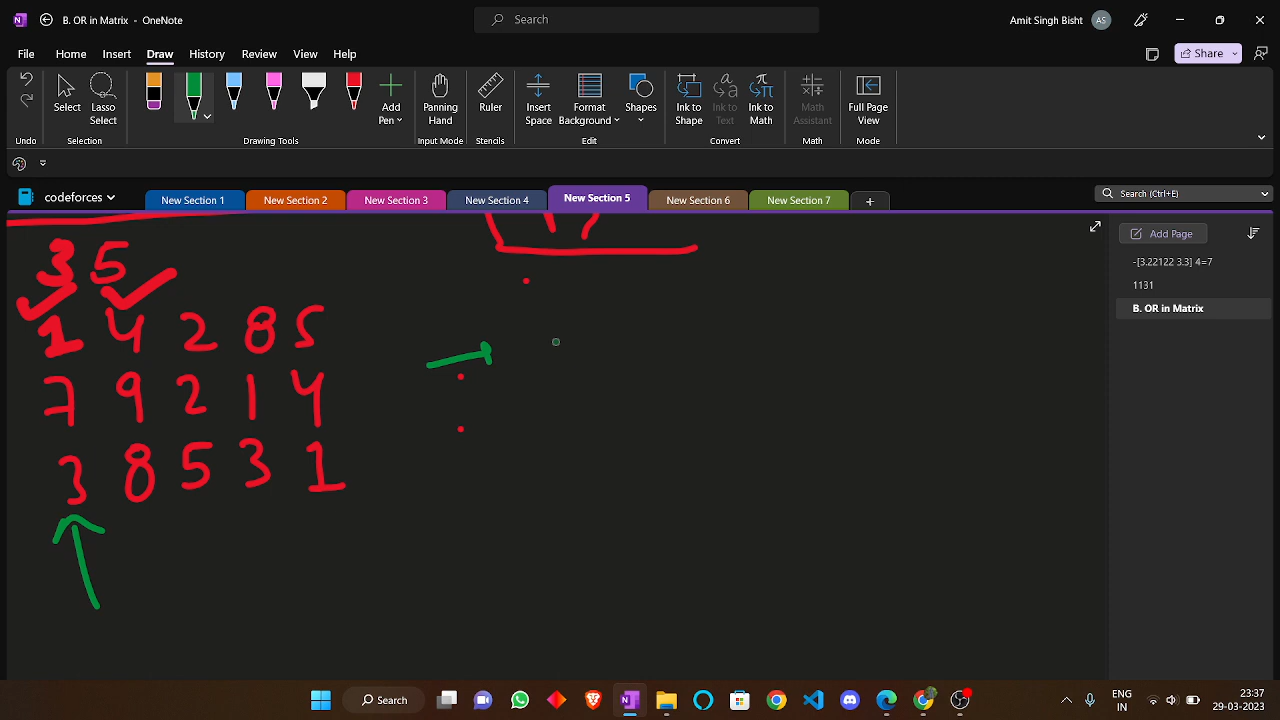 B. OR in Matrix - OneNote
Search
Amit Singh Bisht AS
File Home Insert Draw History Review View Help Share
Select Lasso Select Add Pen Panning Hand Ruler Insert Space Format Background Shapes Ink to Shape Ink to Text Ink to Math Math Assistant Full Page View
Undo Selection Drawing Tools Input Mode Stencils Edit Convert Math Mode
codeforces New Section 1 New Section 2 New Section 3 New Section 4 New Section 5 New Section 6 New Section 7 + Search (Ctrl+E)
Add Page
-[3.22122 3.3] 4=7
1131
B. OR in Matrix
3 5
1 4 2 8 5
7 9 2 1 4
3 8 5 3 1
Search ENG IN 23:37 29-03-2023